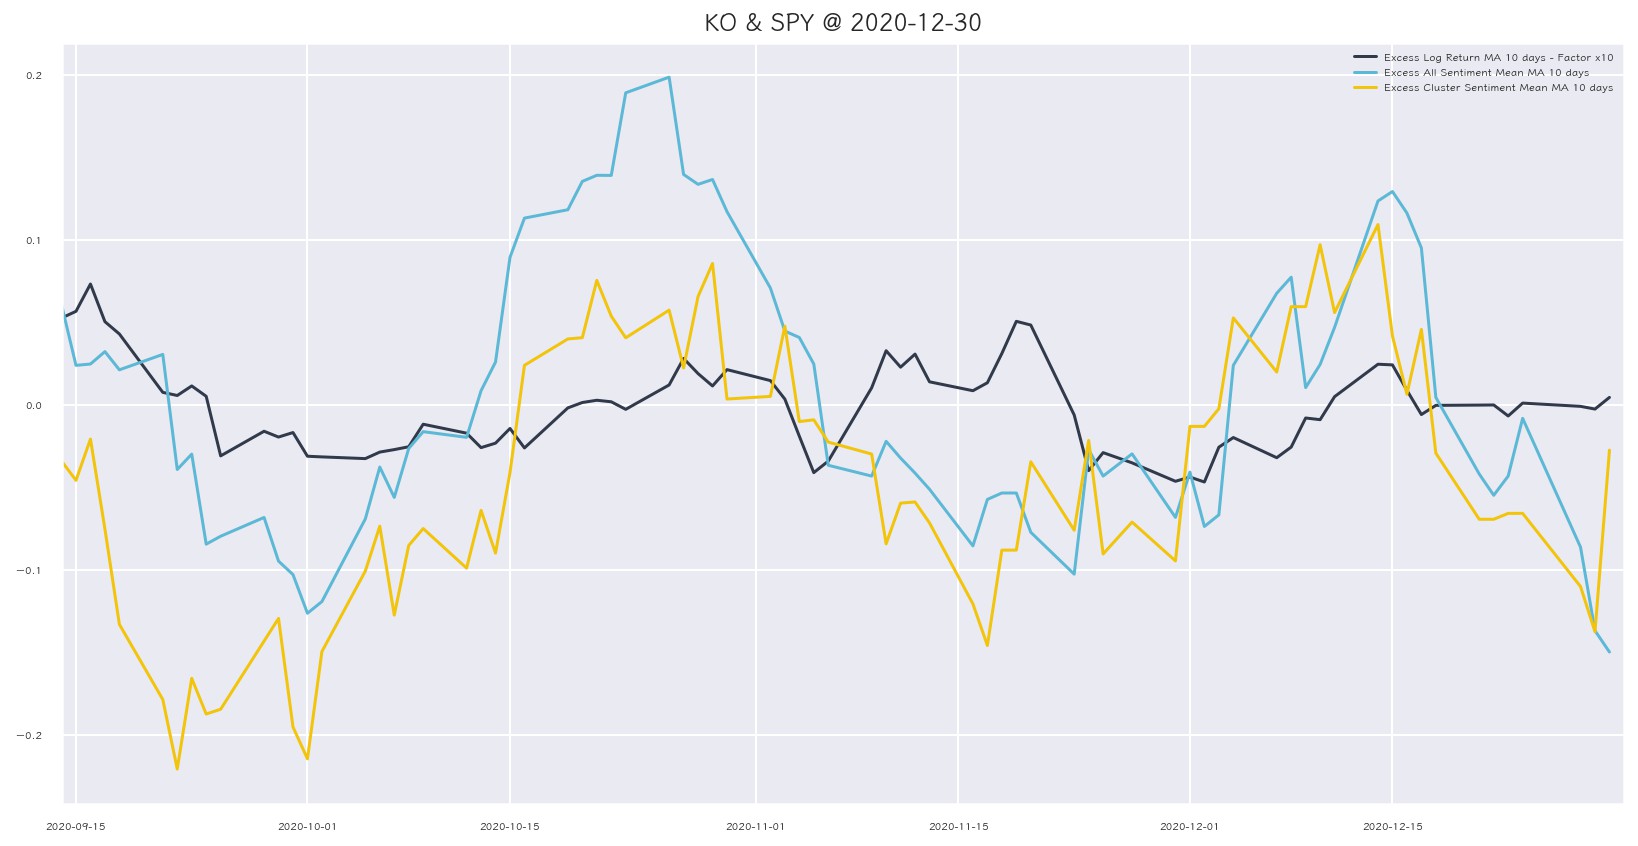 KO & SPY @ 2020-12-30
Excess Log Return MA 10 days - Factor x10
Excess All Sentiment Mean MA 10 days
Excess Cluster Sentiment Mean MA 10 days
0.2
0.1
0.0
−0.1
−0.2
2020-09-15 2020-10-01 2020-10-15 2020-11-01 2020-11-15 2020-12-01 2020-12-15